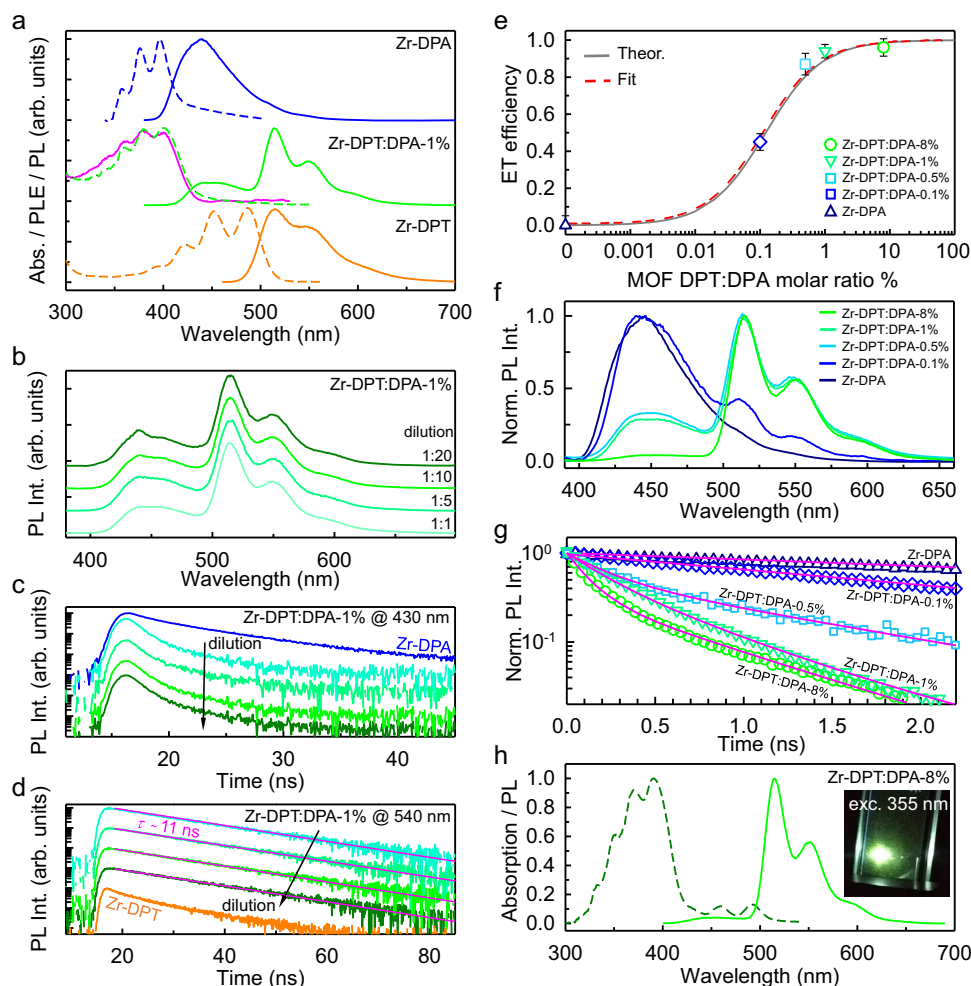 a
Abs. / PLE / PL (arb. units)
Zr-DPA
Zr-DPT:DPA-1%
Zr-DPT
300 400 500 600 700
Wavelength (nm)
b
PL Int. (arb. units)
Zr-DPT:DPA-1%
dilution
1:20
1:10
1:5
1:1
400 500 600
Wavelength (nm)
c
PL Int. (arb. units)
Zr-DPT:DPA-1% @ 430 nm
Zr-DPA
dilution
20 30 40
Time (ns)
d
PL Int. (arb. units)
Zr-DPT:DPA-1% @ 540 nm
τ ~ 11 ns
dilution
Zr-DPT
20 40 60 80
Time (ns)
e
ET efficiency
1.0
0.8
0.6
0.4
0.2
0.0
Theor.
Fit
Zr-DPT:DPA-8%
Zr-DPT:DPA-1%
Zr-DPT:DPA-0.5%
Zr-DPT:DPA-0.1%
Zr-DPA
0 0.001 0.01 0.1 1 10 100
MOF DPT:DPA molar ratio %
f
Norm. PL Int.
1.0
0.5
0.0
Zr-DPT:DPA-8%
Zr-DPT:DPA-1%
Zr-DPT:DPA-0.5%
Zr-DPT:DPA-0.1%
Zr-DPA
400 450 500 550 600 650
Wavelength (nm)
g
Norm. PL Int.
10⁰
10⁻¹
Zr-DPA
Zr-DPT:DPA-0.1%
Zr-DPT:DPA-0.5%
Zr-DPT:DPA-1%
Zr-DPT:DPA-8%
0.0 0.5 1.0 1.5 2.0
Time (ns)
h
Absorption / PL
1.0
0.8
0.6
0.4
0.2
0.0
Zr-DPT:DPA-8%
exc. 355 nm
300 400 500 600 700
Wavelength (nm)